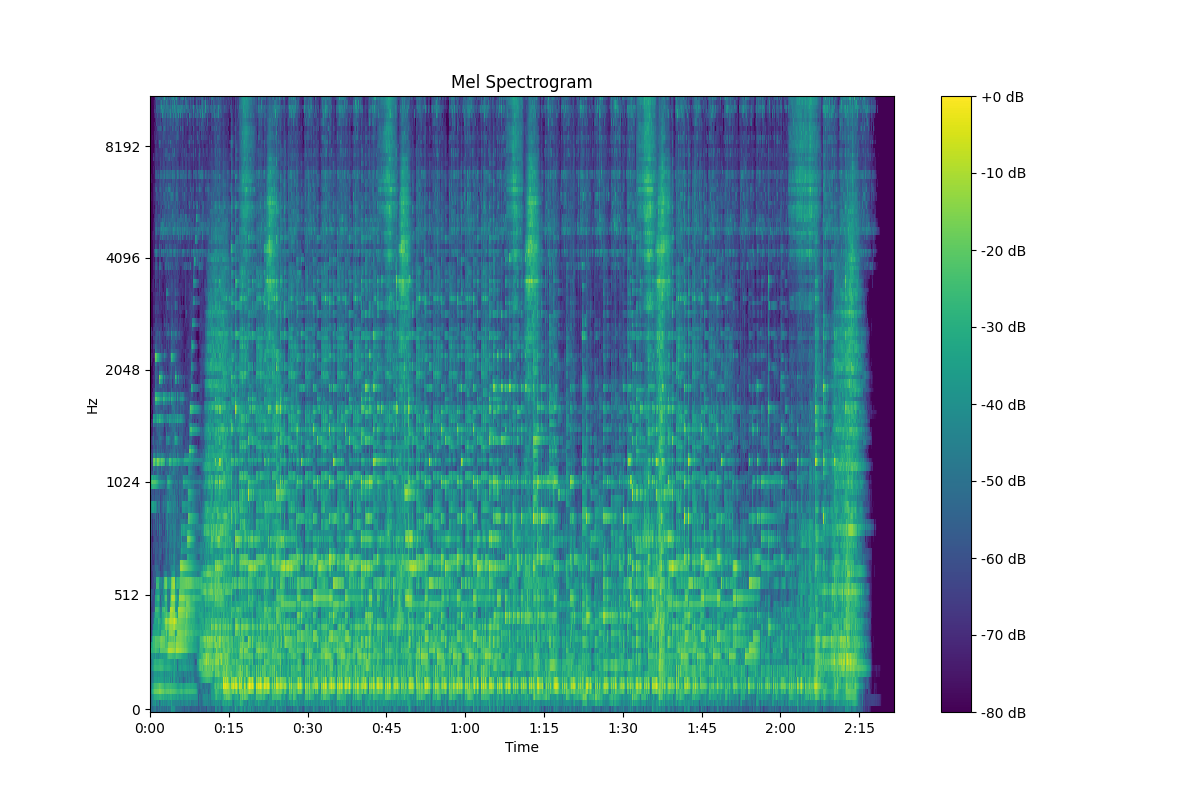 Mel Spectrogram
+0 dB
8192
-10 dB
-20 dB
4096
-30 dB
2048
-40 dB
Hz
1024
-50 dB
-60 dB
512
-70 dB
0
-80 dB
0:00 0:15 0:30 0:45 1:00 1:15 1:30 1:45 2:00 2:15
Time